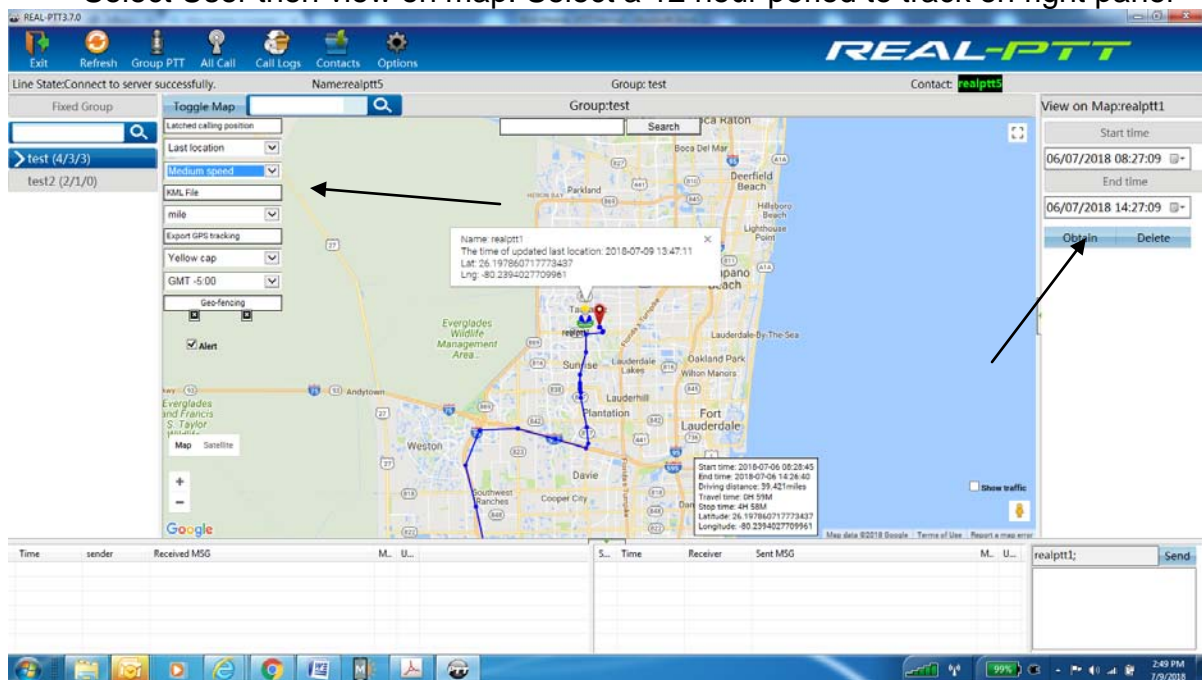 Select User then view on map. Select a 12 hour period to track on right panel
REAL-PTT3.7.0
Exit Refresh Group PTT All Call Call Logs Contacts Options
REAL-PTT
Line State:Connect to server successfully. Name:realptt5 Group: test Contact: realptt5
Fixed Group
test (4/3/3)
test2 (2/1/0)
Toggle Map
Group:test
Latched calling position
Last location
Medium speed
KML File
mile
Export GPS tracking
Yellow cap
GMT -5:00
Geo-fencing
Alert
Search
Boca Raton
Boca Del Mar
Deerfield
Beach
Parkland
Hillsboro
Beach
Lighthouse
Point
Name: realptt1
The time of updated last location: 2018-07-09 13:47:11
Lat: 26.197860717773437
Lng: -80.2394027709961
Everglades
Wildlife
Management
Area
Sunrise
Lauderdale
Lakes
Lauderdale-By-The-Sea
Oakland Park
Wilton Manors
Lauderhill
Plantation
Fort
Lauderdale
Andytown
Everglades
and Francis
S. Taylor
Weston
Davie
Southwest
Ranches
Cooper City
Map Satellite
Google
Start time: 2018-07-06 08:28:45
End time: 2018-07-06 14:26:40
Driving distance: 39.421miles
Travel time: 0H 59M
Stop time: 4H 58M
Latitude: 26.197860717773437
Longitude: -80.2394027709961
Show traffic
Map data ©2018 Google Terms of Use Report a map error
View on Map:realptt1
Start time
06/07/2018 08:27:09
End time
06/07/2018 14:27:09
Obtain Delete
Time sender Received MSG M... U...
S... Time Receiver Sent MSG M... U...
realptt1; Send
99%
2:49 PM
7/9/2018